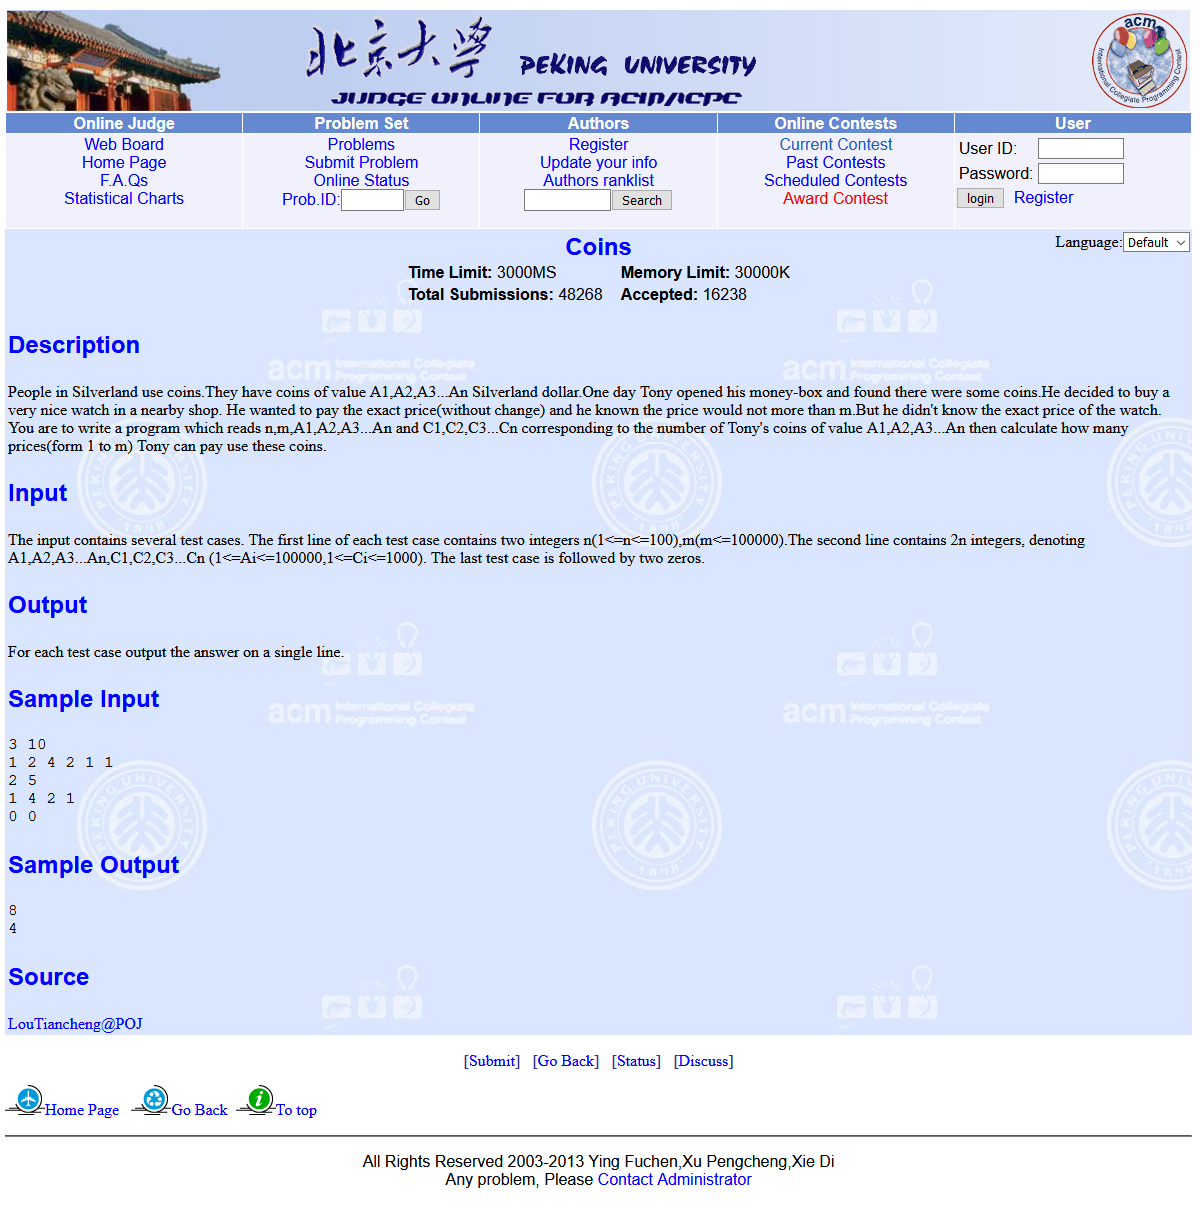 北京大學 PEKING UNIVERSITY
JUDGE ONLINE FOR ACM/ICPC
acm
International Collegiate Programming Contest
Online Judge Problem Set Authors Online Contests User
Web Board Problems Register Current Contest User ID:
Home Page Submit Problem Update your info Past Contests
F.A.Qs Online Status Authors ranklist Scheduled Contests Password:
Statistical Charts Prob.ID: Go Search Award Contest login Register
Coins
Language: Default
Time Limit: 3000MS Memory Limit: 30000K
Total Submissions: 48268 Accepted: 16238
Description
People in Silverland use coins.They have coins of value A1,A2,A3...An Silverland dollar.One day Tony opened his money-box and found there were some coins.He decided to buy a
very nice watch in a nearby shop. He wanted to pay the exact price(without change) and he known the price would not more than m.But he didn't know the exact price of the watch.
You are to write a program which reads n,m,A1,A2,A3...An and C1,C2,C3...Cn corresponding to the number of Tony's coins of value A1,A2,A3...An then calculate how many
prices(form 1 to m) Tony can pay use these coins.
Input
The input contains several test cases. The first line of each test case contains two integers n(1<=n<=100),m(m<=100000).The second line contains 2n integers, denoting
A1,A2,A3...An,C1,C2,C3...Cn (1<=Ai<=100000,1<=Ci<=1000). The last test case is followed by two zeros.
Output
For each test case output the answer on a single line.
Sample Input
3 10
1 2 4 2 1 1
2 5
1 4 2 1
0 0
Sample Output
8
4
Source
LouTiancheng@POJ
[Submit] [Go Back] [Status] [Discuss]
Home Page Go Back To top
All Rights Reserved 2003-2013 Ying Fuchen,Xu Pengcheng,Xie Di
Any problem, Please Contact Administrator